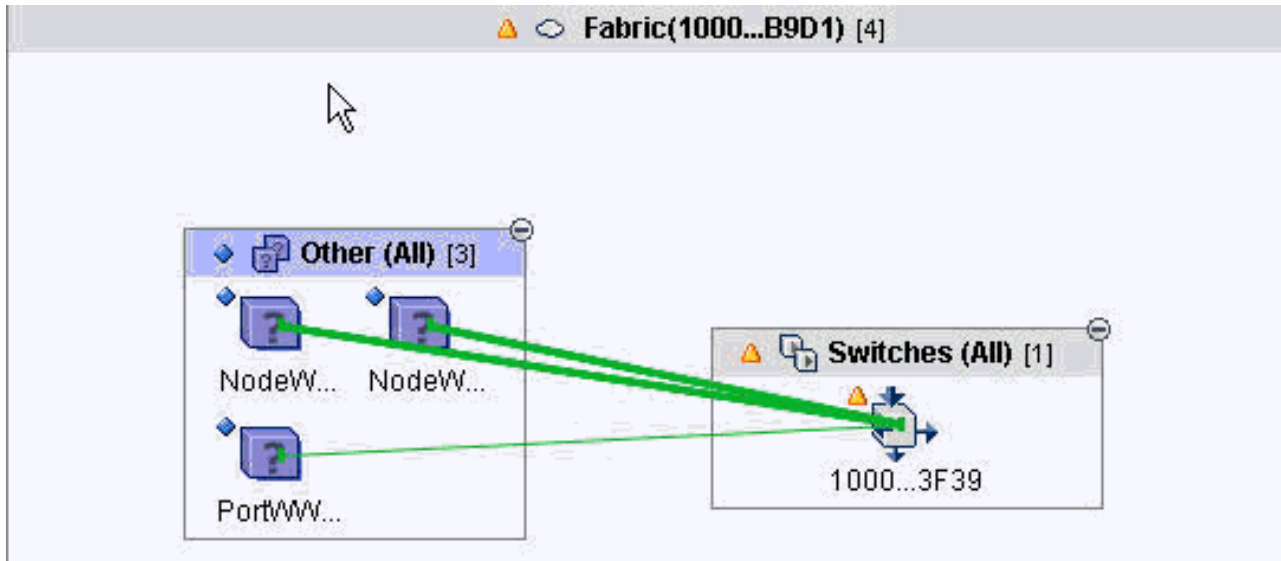 Fabric(1000...B9D1) [4]
Other (All) [3]
NodeW... NodeW...
PortWW...
Switches (All) [1]
1000...3F39